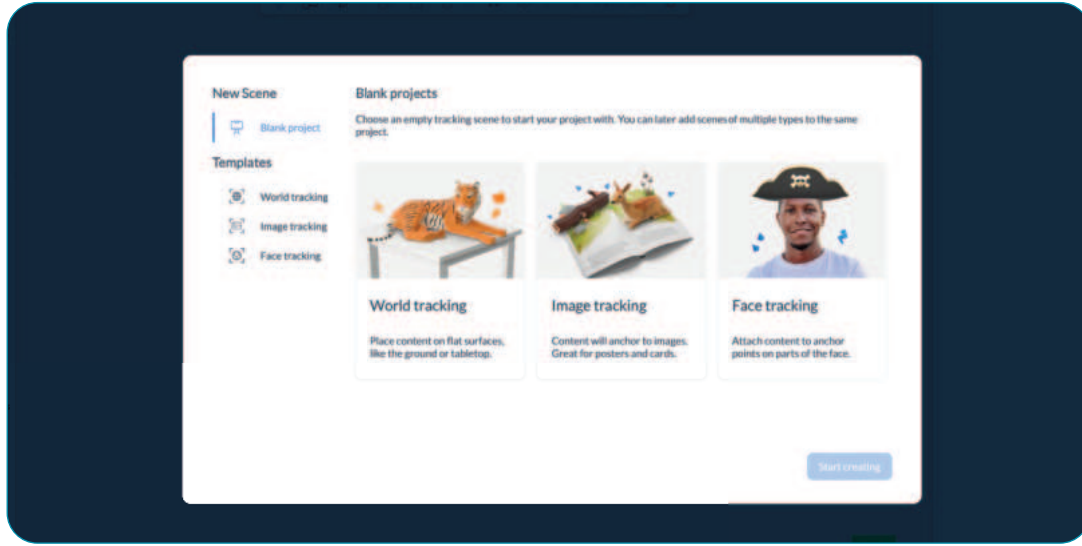 New Scene
Blank project
Templates
World tracking
Image tracking
Face tracking
Blank projects
Choose an empty tracking scene to start your project with. You can later add scenes of multiple types to the same
project.
World tracking
Place content on flat surfaces,
like the ground or tabletop.
Image tracking
Content will anchor to images.
Great for posters and cards.
Face tracking
Attach content to anchor
points on parts of the face.
Start creating